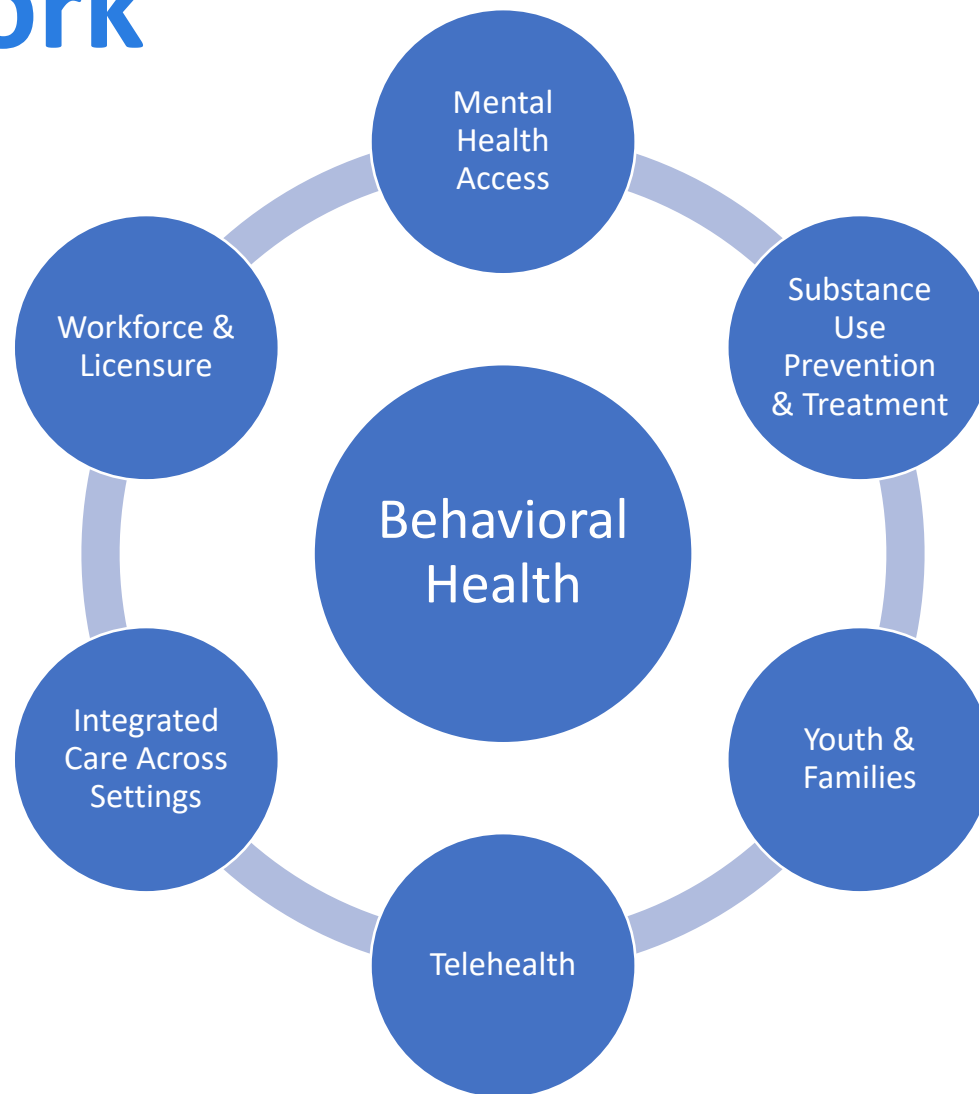 ork
Mental
Health
Access
Substance
Use
Prevention
& Treatment
Workforce &
Licensure
Behavioral
Health
Integrated
Care Across
Settings
Youth &
Families
Telehealth